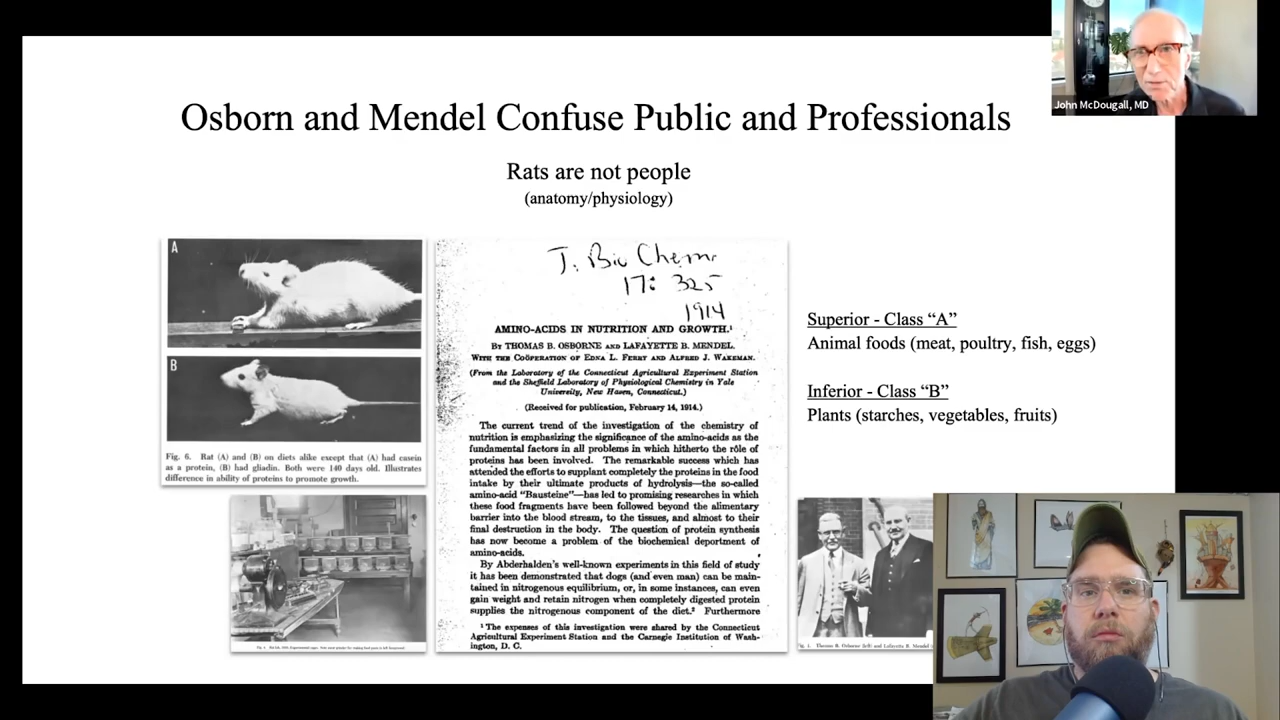 John McDougall, MD
Osborn and Mendel Confuse Public and Professionals
Rats are not people
(anatomy/physiology)
A
B
Fig. 6. Rat (A) and (B) on diets alike except that (A) had casein
as a protein, (B) had gliadin. Both were 140 days old. Illustrates
difference in ability of proteins to promote growth.
J. Bio Chem.
17: 325
1914
AMINO-ACIDS IN NUTRITION AND GROWTH.¹
By THOMAS B. OSBORNE and LAFAYETTE B. MENDEL.
With the Coöperation of Edna L. Ferry and Alfred J. Wakeman.
(From the Laboratory of the Connecticut Agricultural Experiment Station
and the Sheffield Laboratory of Physiological Chemistry in Yale
University, New Haven, Connecticut.)
(Received for publication, February 14, 1914.)
The current trend of the investigation of the chemistry of
nutrition is emphasizing the significance of the amino-acids as the
fundamental factors in all problems in which hitherto the rôle of
proteins has been involved. The remarkable success which has
attended the efforts to supplant completely the proteins in the food
intake by their ultimate products of hydrolysis—the so-called
amino-acid "Bausteine"—has led to promising researches in which
these food fragments have been followed beyond the alimentary
barrier into the blood stream, to the tissues, and almost to their
final destruction in the body. The question of protein synthesis
has now become a problem of the biochemical deportment of
amino-acids.
By Abderhalden's well-known experiments in this field of study
it has been demonstrated that dogs (and even man) can be main-
tained in nitrogenous equilibrium, or, in some instances, can even
gain weight and retain nitrogen when completely digested protein
supplies the nitrogenous component of the diet.² Furthermore
¹ The expenses of this investigation were shared by the Connecticut
Agricultural Experiment Station and the Carnegie Institution of Wash-
ington, D. C.
Superior - Class “A”
Animal foods (meat, poultry, fish, eggs)
Inferior - Class “B”
Plants (starches, vegetables, fruits)
Thomas B. Osborne (left) and Lafayette B. Mendel